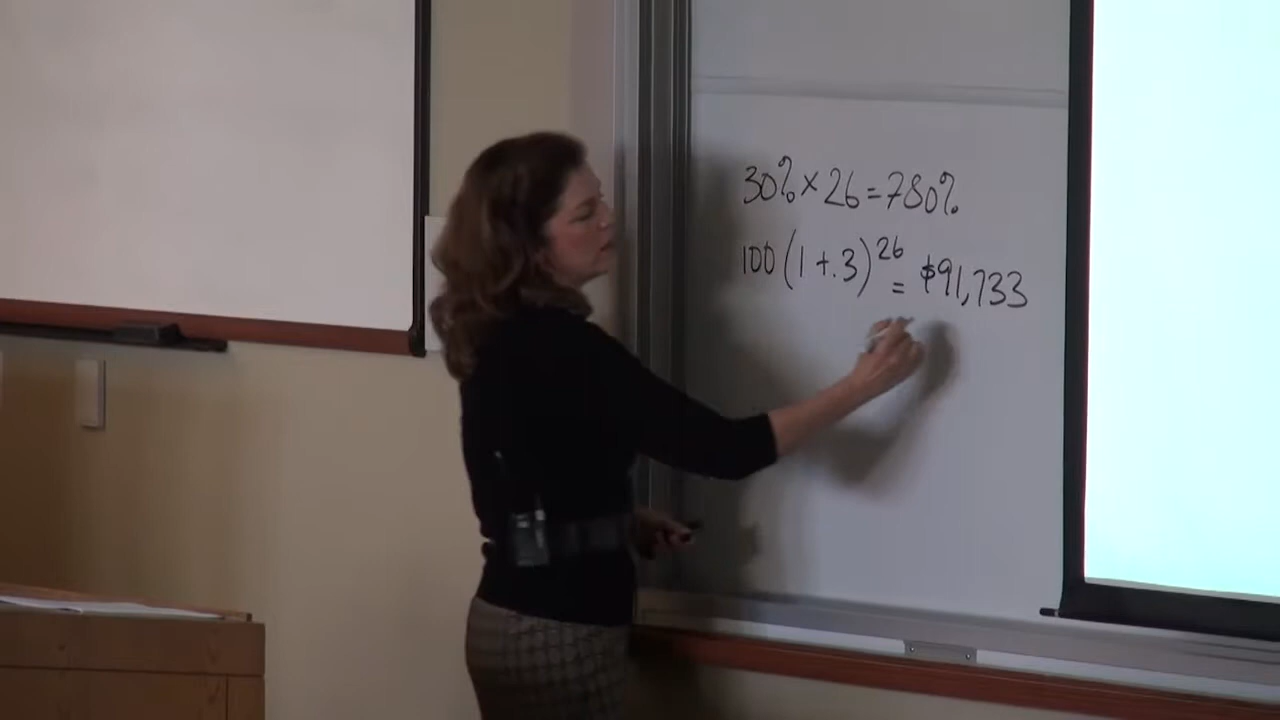 30% × 26 = 780%
100 (1 + .3)²⁶ = $91,733